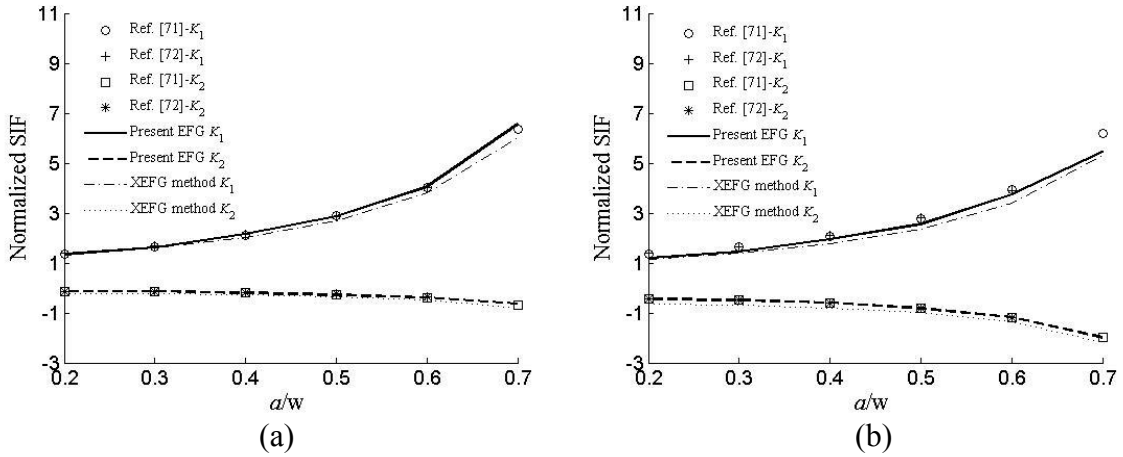 11
9
7
5
3
1
-1
-3
Normalized SIF
Ref. [71]-K1
Ref. [72]-K1
Ref. [71]-K2
Ref. [72]-K2
Present EFG K1
Present EFG K2
XEFG method K1
XEFG method K2
0.2 0.3 0.4 0.5 0.6 0.7
a/w
(a)
11
9
7
5
3
1
-1
-3
Normalized SIF
Ref. [71]-K1
Ref. [72]-K1
Ref. [71]-K2
Ref. [72]-K2
Present EFG K1
Present EFG K2
XEFG method K1
XEFG method K2
0.2 0.3 0.4 0.5 0.6 0.7
a/w
(b)